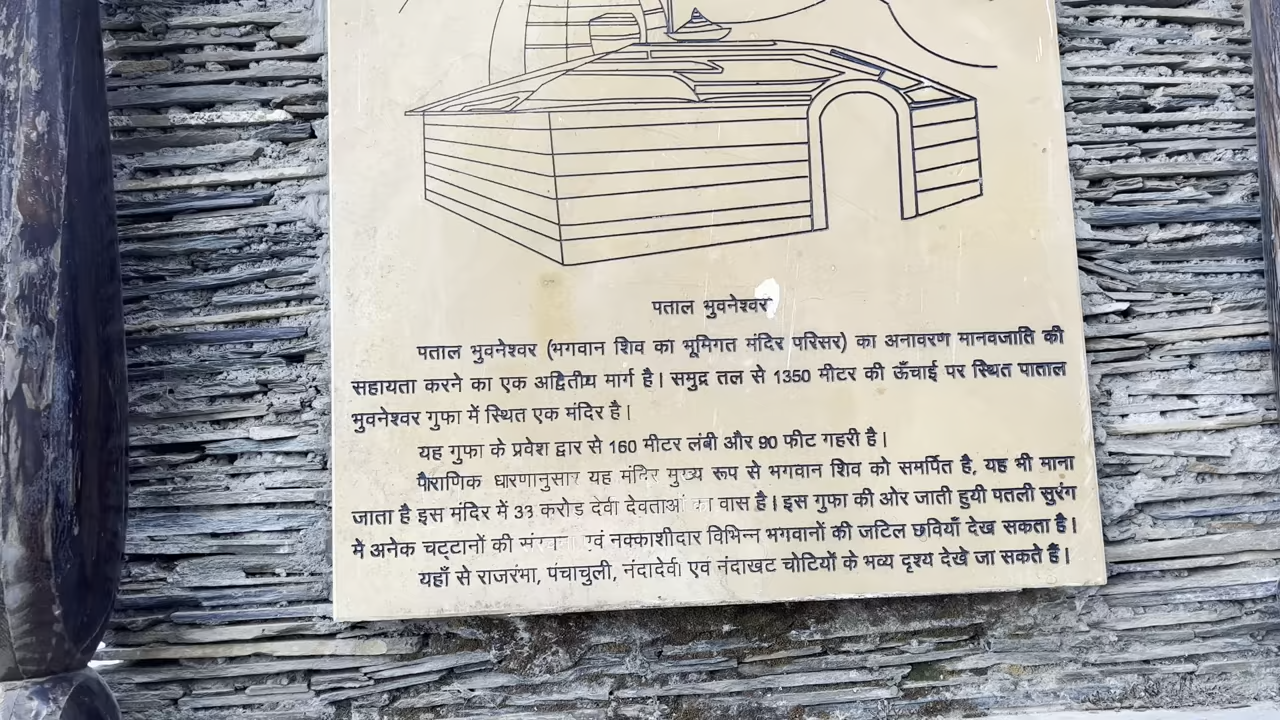 पताल भुवनेश्वर
पताल भुवनेश्वर (भगवान शिव का भूमिगत मंदिर परिसर) का अनावरण मानवजाति की
सहायता करने का एक अद्वितीय मार्ग है। समुद्र तल से 1350 मीटर की ऊँचाई पर स्थित पाताल
भुवनेश्वर गुफा में स्थित एक मंदिर है।
यह गुफा के प्रवेश द्वार से 160 मीटर लंबी और 90 फीट गहरी है।
पैराणिक धारणानुसार यह मंदिर मुख्य रूप से भगवान शिव को समर्पित है, यह भी माना
जाता है इस मंदिर में 33 करोड देवी देवताओं का वास है। इस गुफा की ओर जाती हुयी पतली सुरंग
में अनेक चट्टानों की एवं नक्काशीदार विभिन्न भगवानों की जटिल छवियाँ देख सकता है।
यहाँ से राजरंभा, पंचाचुली, नंदादेवी एवं नंदाखट चोटियों के भव्य दृश्य देखे जा सकते हैं।